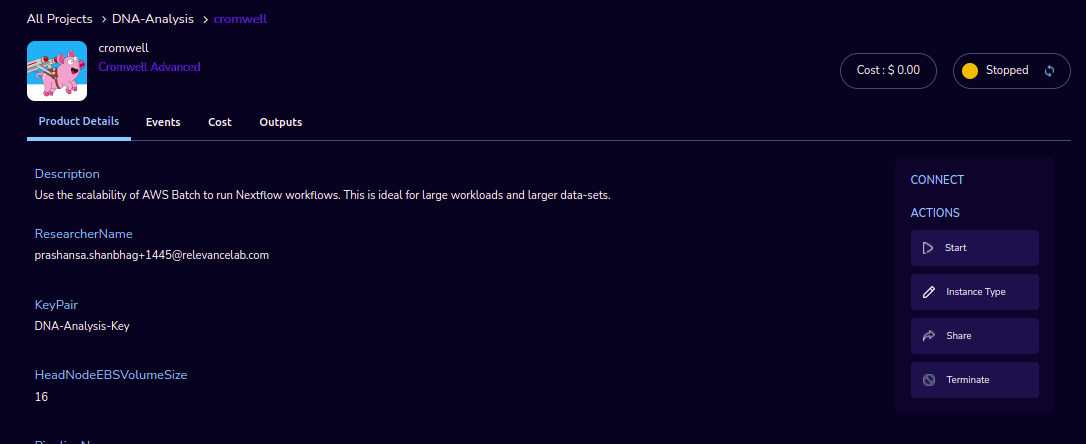 All Projects > DNA-Analysis > cromwell
cromwell
Cromwell Advanced
Cost : $ 0.00
Stopped
Product Details
Events
Cost
Outputs
Description
Use the scalability of AWS Batch to run Nextflow workflows. This is ideal for large workloads and larger data-sets.
ResearcherName
prashansa.shanbhag+1445@relevancelab.com
KeyPair
DNA-Analysis-Key
HeadNodeEBSVolumeSize
16
CONNECT
ACTIONS
Start
Instance Type
Share
Terminate